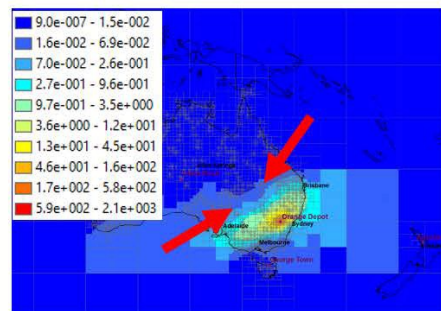 9.0e-007 - 1.5e-002
1.6e-002 - 6.9e-002
7.0e-002 - 2.6e-001
2.7e-001 - 9.6e-001
9.7e-001 - 3.5e+000
3.6e+000 - 1.2e+001
1.3e+001 - 4.5e+001
4.6e+001 - 1.6e+002
1.7e+002 - 5.8e+002
5.9e+002 - 2.1e+003
Brisbane
Orange Depot
Sydney
Adelaide
Melbourne
George Town